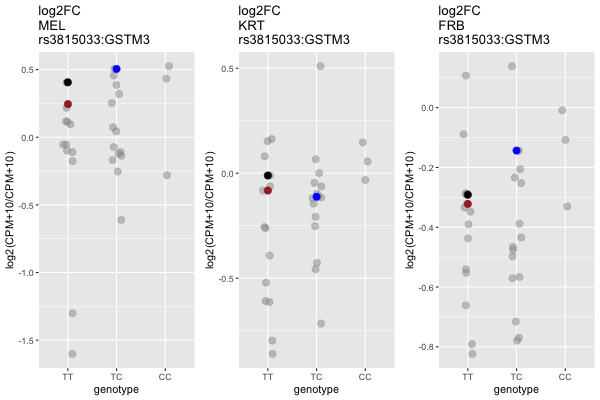 log2FC
MEL
rs3815033:GSTM3
log2(CPM+10/CPM+10)
0.5
0.0
-0.5
-1.0
-1.5
TT TC CC
genotype
log2FC
KRT
rs3815033:GSTM3
log2(CPM+10/CPM+10)
0.5
0.0
-0.5
TT TC CC
genotype
log2FC
FRB
rs3815033:GSTM3
log2(CPM+10/CPM+10)
0.0
-0.2
-0.4
-0.6
-0.8
TT TC CC
genotype